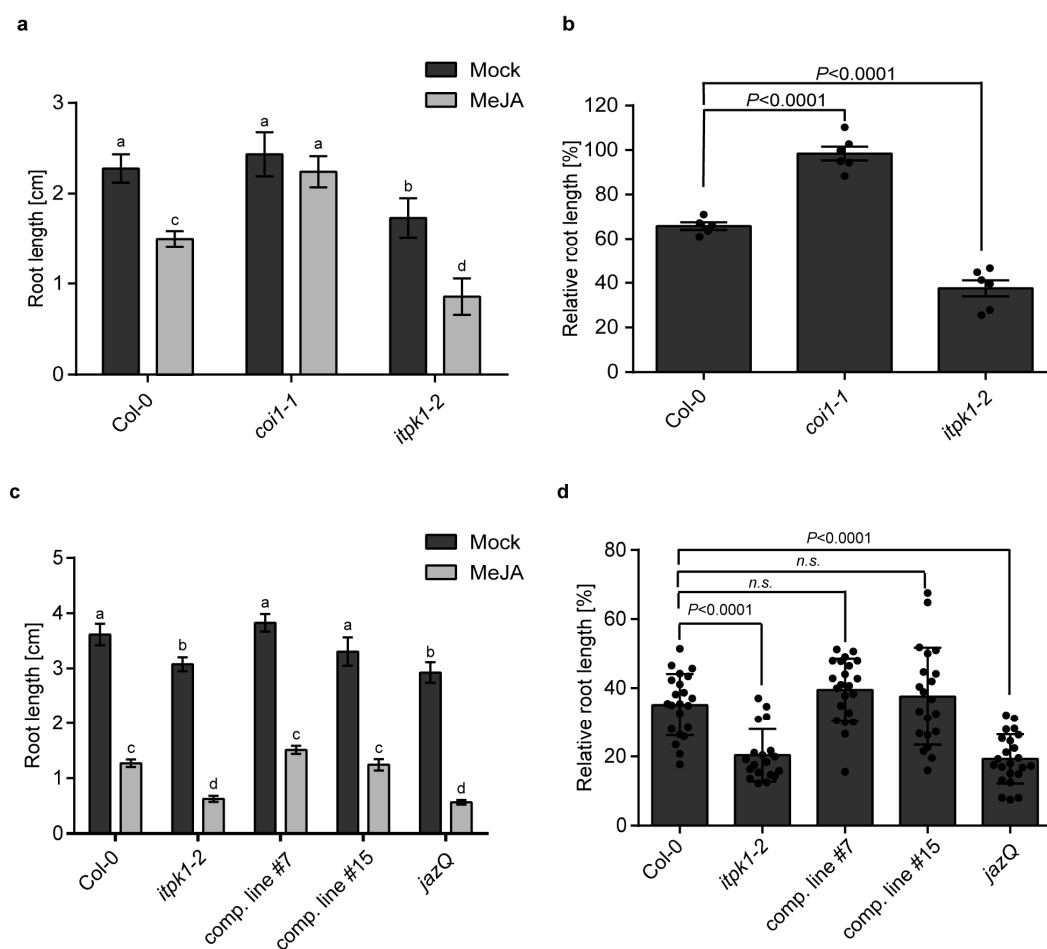 a
Mock
MeJA
Root length [cm]
3
2
1
0
a
c
a
a
b
d
Col-0
coi1-1
itpk1-2
b
P<0.0001
P<0.0001
Relative root length [%]
120
100
80
60
40
20
0
Col-0
coi1-1
itpk1-2
c
Mock
MeJA
Root length [cm]
5
4
3
2
1
0
a
c
b
d
a
c
a
c
b
d
Col-0
itpk1-2
comp. line #7
comp. line #15
jazQ
d
P<0.0001
n.s.
n.s.
P<0.0001
Relative root length [%]
80
60
40
20
0
Col-0
itpk1-2
comp. line #7
comp. line #15
jazQ